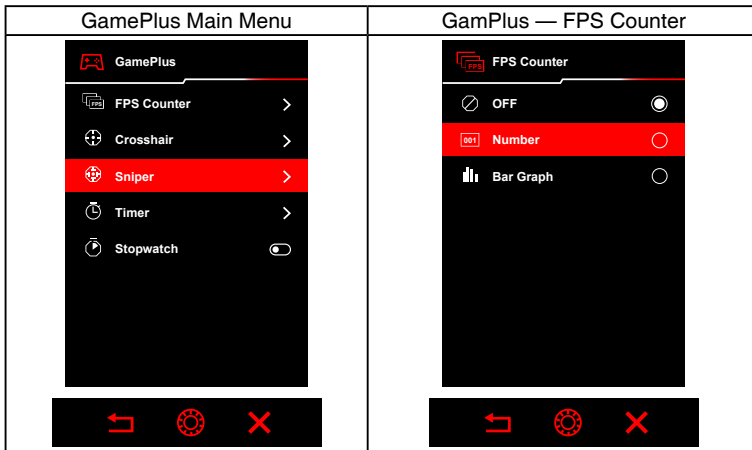 GamePlus Main Menu
GamPlus — FPS Counter
GamePlus
FPS FPS Counter
Crosshair
Sniper
Timer
Stopwatch
FPS FPS Counter
OFF
001 Number
Bar Graph